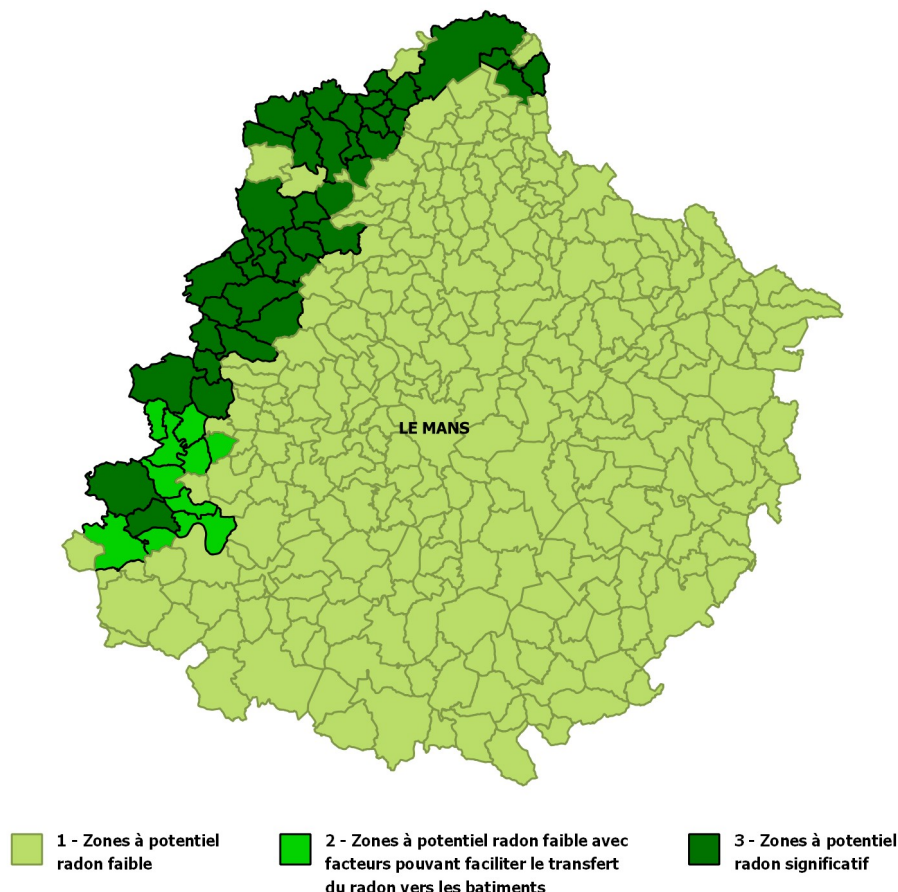 LE MANS
1 - Zones à potentiel
radon faible
2 - Zones à potentiel radon faible avec
facteurs pouvant faciliter le transfert
du radon vers les batiments
3 - Zones à potentiel
radon significatif